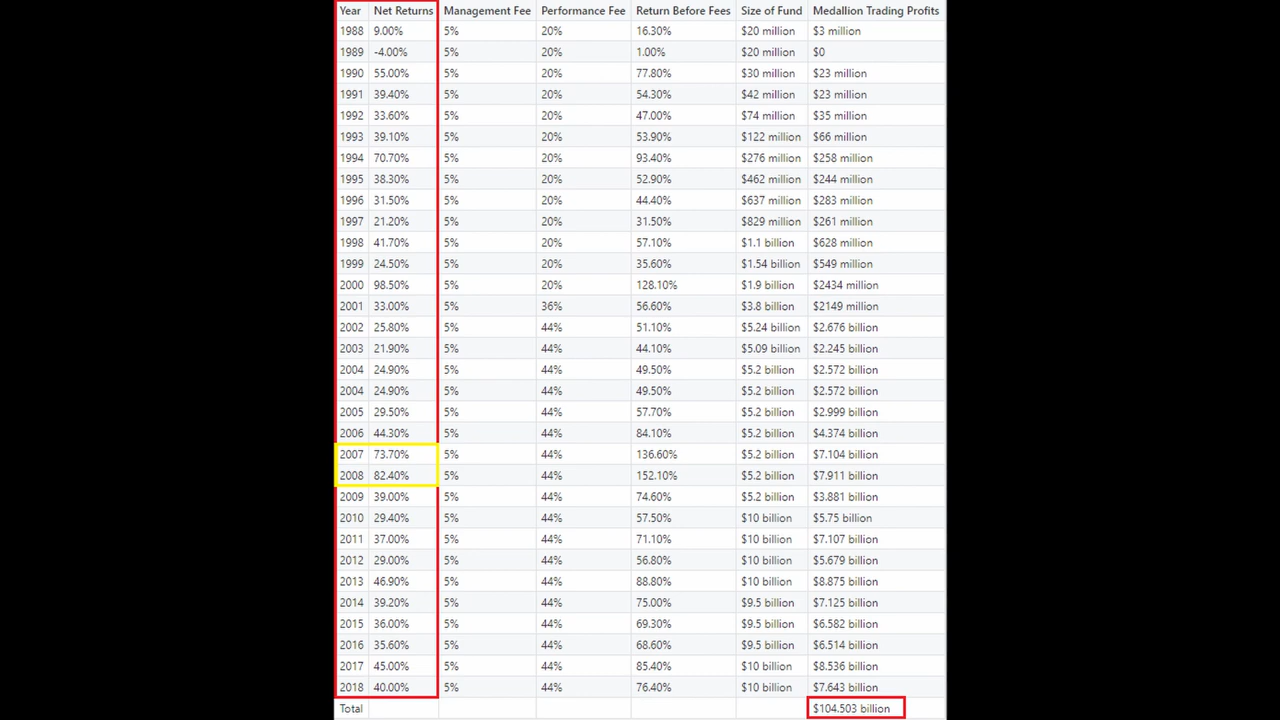 Year Net Returns Management Fee Performance Fee Return Before Fees Size of Fund Medallion Trading Profits
1988 9.00% 5% 20% 16.30% $20 million $3 million
1989 -4.00% 5% 20% 1.00% $20 million $0
1990 55.00% 5% 20% 77.80% $30 million $23 million
1991 39.40% 5% 20% 54.30% $42 million $23 million
1992 33.60% 5% 20% 47.00% $74 million $35 million
1993 39.10% 5% 20% 53.90% $122 million $66 million
1994 70.70% 5% 20% 93.40% $276 million $258 million
1995 38.30% 5% 20% 52.90% $462 million $244 million
1996 31.50% 5% 20% 44.40% $637 million $283 million
1997 21.20% 5% 20% 31.50% $829 million $261 million
1998 41.70% 5% 20% 57.10% $1.1 billion $628 million
1999 24.50% 5% 20% 35.60% $1.54 billion $549 million
2000 98.50% 5% 20% 128.10% $1.9 billion $2434 million
2001 33.00% 5% 36% 56.60% $3.8 billion $2149 million
2002 25.80% 5% 44% 51.10% $5.24 billion $2.676 billion
2003 21.90% 5% 44% 44.10% $5.09 billion $2.245 billion
2004 24.90% 5% 44% 49.50% $5.2 billion $2.572 billion
2004 24.90% 5% 44% 49.50% $5.2 billion $2.572 billion
2005 29.50% 5% 44% 57.70% $5.2 billion $2.999 billion
2006 44.30% 5% 44% 84.10% $5.2 billion $4.374 billion
2007 73.70% 5% 44% 136.60% $5.2 billion $7.104 billion
2008 82.40% 5% 44% 152.10% $5.2 billion $7.911 billion
2009 39.00% 5% 44% 74.60% $5.2 billion $3.881 billion
2010 29.40% 5% 44% 57.50% $10 billion $5.75 billion
2011 37.00% 5% 44% 71.10% $10 billion $7.107 billion
2012 29.00% 5% 44% 56.80% $10 billion $5.679 billion
2013 46.90% 5% 44% 88.80% $10 billion $8.875 billion
2014 39.20% 5% 44% 75.00% $9.5 billion $7.125 billion
2015 36.00% 5% 44% 69.30% $9.5 billion $6.582 billion
2016 35.60% 5% 44% 68.60% $9.5 billion $6.514 billion
2017 45.00% 5% 44% 85.40% $10 billion $8.536 billion
2018 40.00% 5% 44% 76.40% $10 billion $7.643 billion
Total $104.503 billion